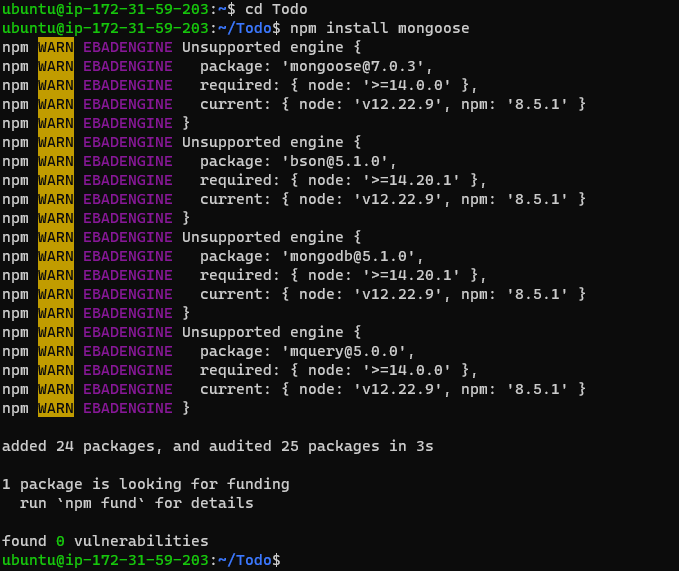 ubuntu@ip-172-31-59-203:~$ cd Todo
ubuntu@ip-172-31-59-203:~/Todo$ npm install mongoose
npm WARN EBADENGINE Unsupported engine {
npm WARN EBADENGINE   package: 'mongoose@7.0.3',
npm WARN EBADENGINE   required: { node: '>=14.0.0' },
npm WARN EBADENGINE   current: { node: 'v12.22.9', npm: '8.5.1' }
npm WARN EBADENGINE }
npm WARN EBADENGINE Unsupported engine {
npm WARN EBADENGINE   package: 'bson@5.1.0',
npm WARN EBADENGINE   required: { node: '>=14.20.1' },
npm WARN EBADENGINE   current: { node: 'v12.22.9', npm: '8.5.1' }
npm WARN EBADENGINE }
npm WARN EBADENGINE Unsupported engine {
npm WARN EBADENGINE   package: 'mongodb@5.1.0',
npm WARN EBADENGINE   required: { node: '>=14.20.1' },
npm WARN EBADENGINE   current: { node: 'v12.22.9', npm: '8.5.1' }
npm WARN EBADENGINE }
npm WARN EBADENGINE Unsupported engine {
npm WARN EBADENGINE   package: 'mquery@5.0.0',
npm WARN EBADENGINE   required: { node: '>=14.0.0' },
npm WARN EBADENGINE   current: { node: 'v12.22.9', npm: '8.5.1' }
npm WARN EBADENGINE }
added 24 packages, and audited 25 packages in 3s
1 package is looking for funding
  run `npm fund` for details
found 0 vulnerabilities
ubuntu@ip-172-31-59-203:~/Todo$